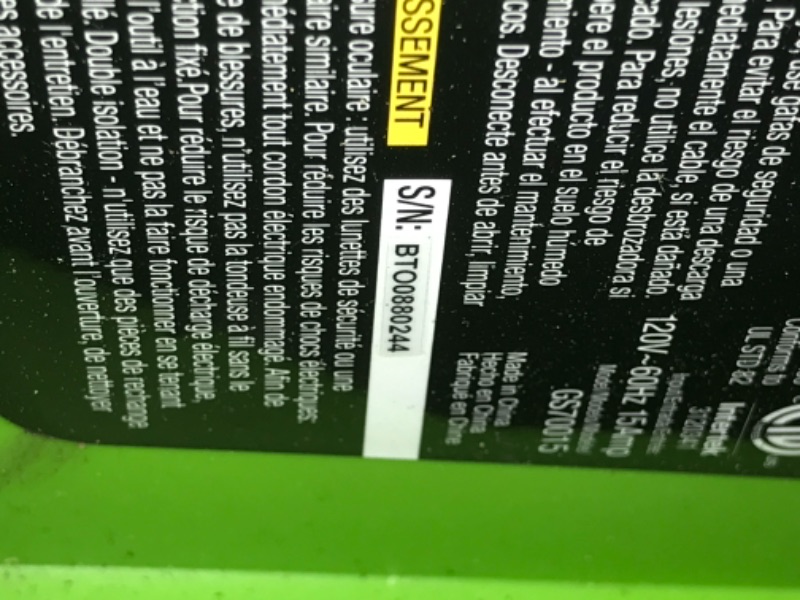 . Para evitar el riesgo de una descarga
use gafas de seguridad o una
mediatamente el cable, si está dañado.
lesiones, no utilice la destrozadora si
cado. Para reducir el riesgo de
ere el producto en el suelo húmedo
miento - al efectuar el mantenimiento,
cos. Desconecte antes de abrir, limpiar
Conforms to
UL STD 82
Intertek
120V~60Hz 15Amp
GS70015
Made in China
Hecho en China
Fabriqué en Chine
SSEMENT
S/N: BTO0880244
sure oculaire : utilisez des lunettes de sécurité ou une
aire similaire. Pour réduire les risques de chocs électriques
édiatement tout cordon électrique endommagé. Afin de
e de blessures, n'utilisez pas la tondeuse à fil sans le
ction fixé.Pour réduire le risque de décharge électrique,
l'outil à l'eau et ne pas la faire fonctionner en se tenant
lé. Double isolation - n'utilisez que des pièces de rechange
de l'entretien. Débranchez avant l'ouverture, de nettoyer
es accessoires.